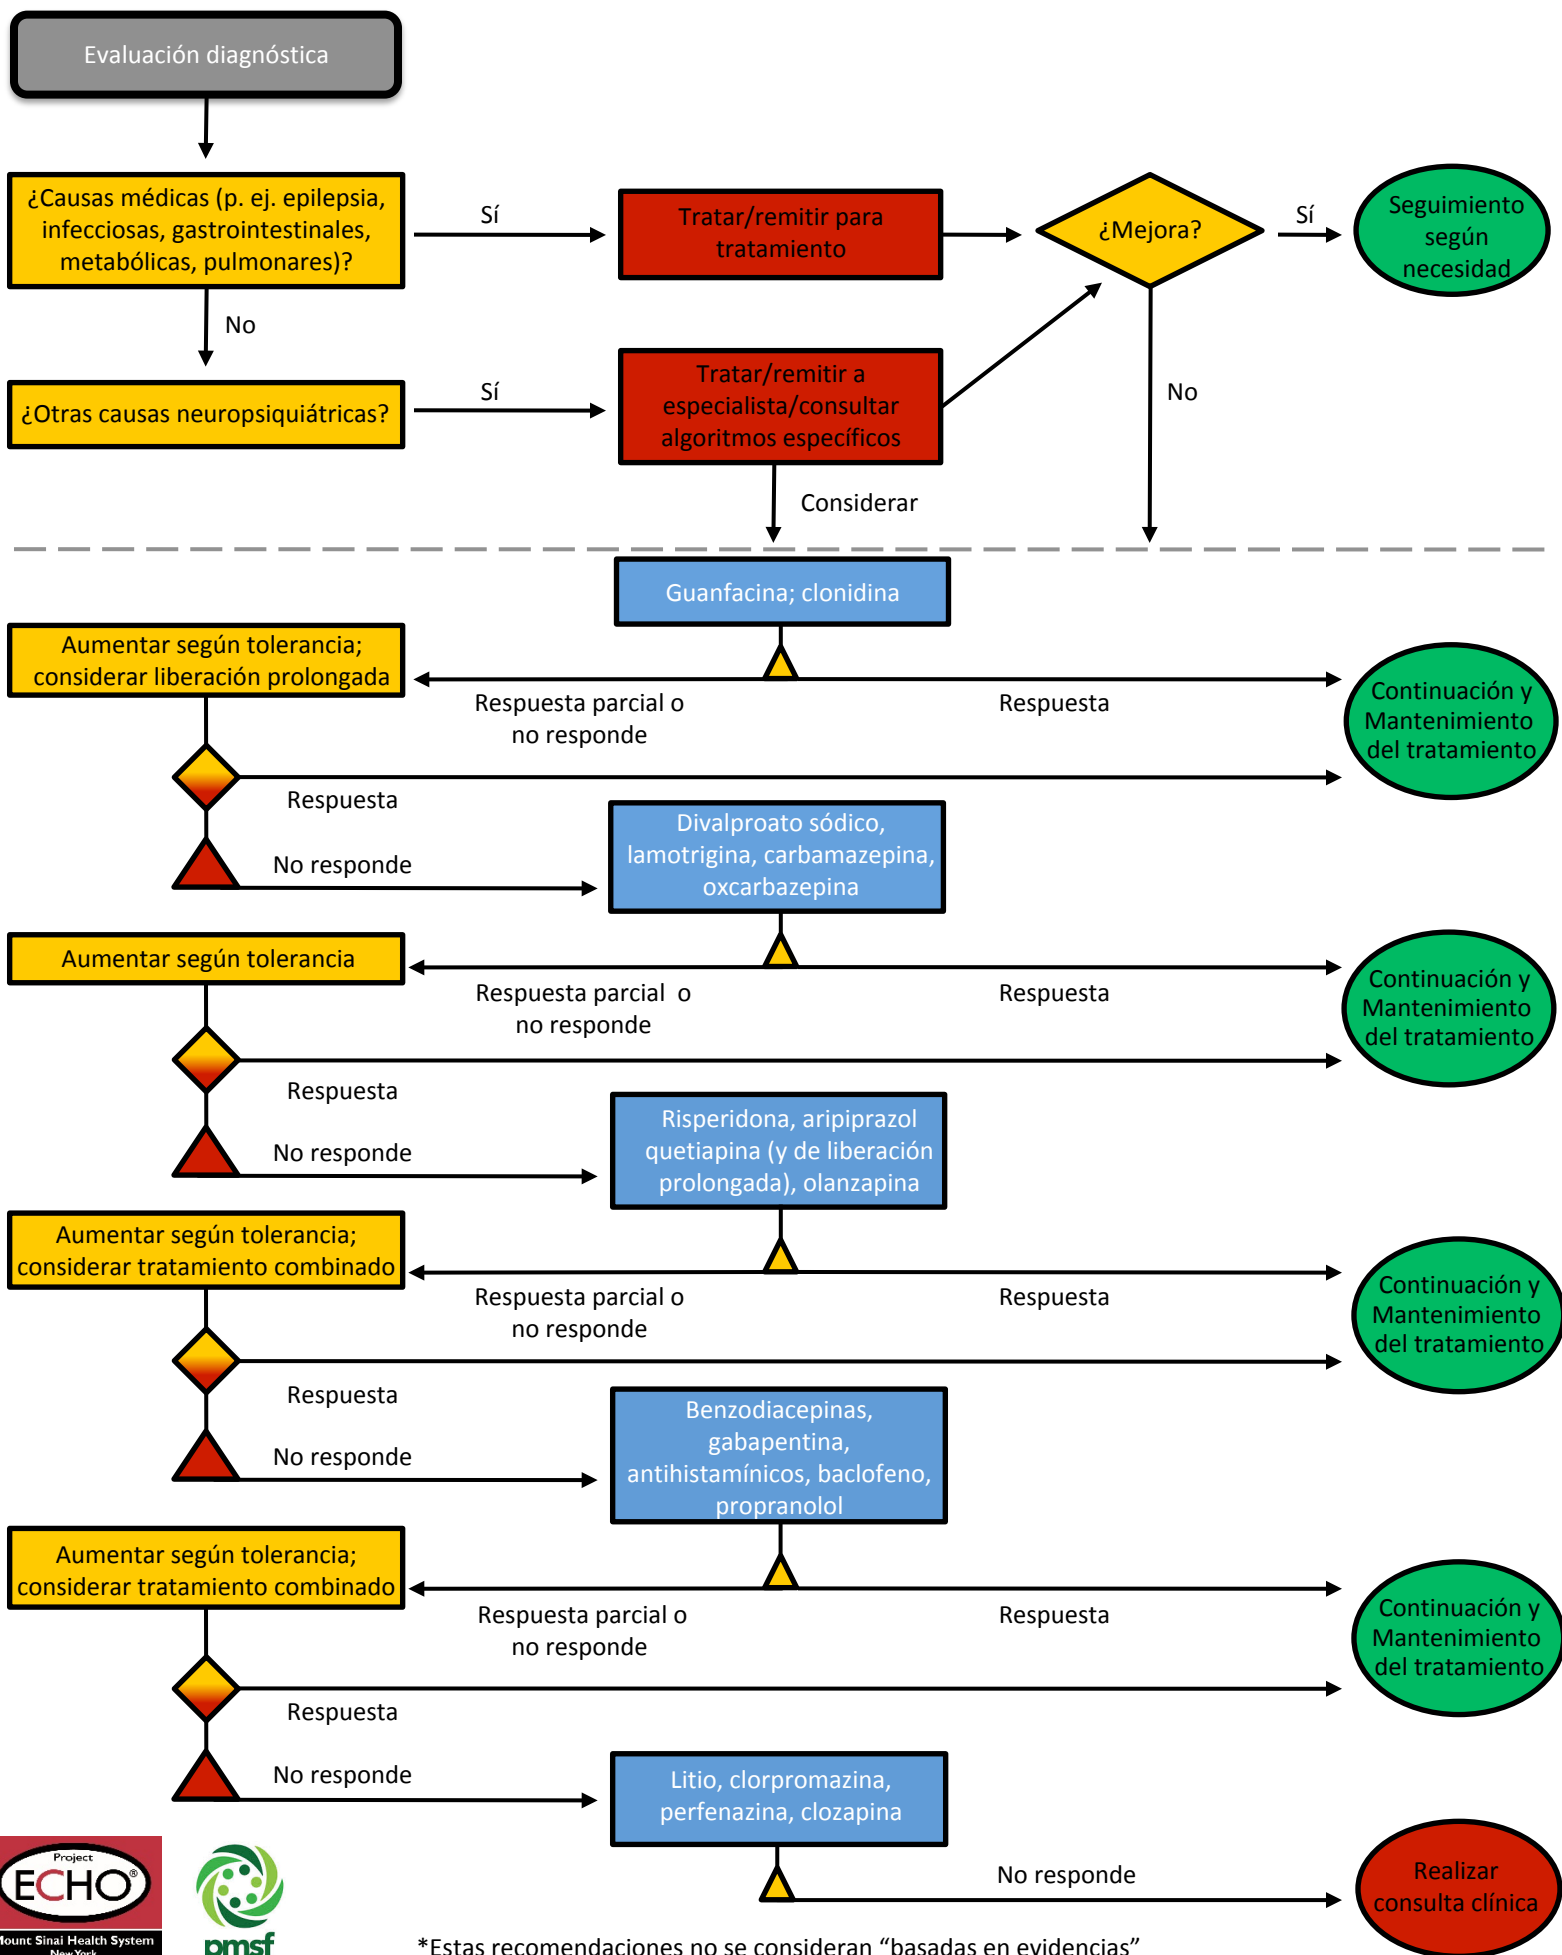 Evaluación diagnóstica
¿Causas médicas (p. ej. epilepsia,
infecciosas, gastrointestinales,
metabólicas, pulmonares)?
Sí
Tratar/remitir para
tratamiento
¿Mejora?
Sí
Seguimiento
según
necesidad
No
¿Otras causas neuropsiquiátricas?
Sí
Tratar/remitir a
especialista/consultar
algoritmos específicos
No
Considerar
Guanfacina; clonidina
Aumentar según tolerancia;
considerar liberación prolongada
Respuesta parcial o
no responde
Respuesta
Continuación y
Mantenimiento
del tratamiento
Respuesta
No responde
Divalproato sódico,
lamotrigina, carbamazepina,
oxcarbazepina
Aumentar según tolerancia
Respuesta parcial o
no responde
Respuesta
Continuación y
Mantenimiento
del tratamiento
Respuesta
No responde
Risperidona, aripiprazol
quetiapina (y de liberación
prolongada), olanzapina
Aumentar según tolerancia;
considerar tratamiento combinado
Respuesta parcial o
no responde
Respuesta
Continuación y
Mantenimiento
del tratamiento
Respuesta
No responde
Benzodiacepinas,
gabapentina,
antihistamínicos, baclofeno,
propranolol
Aumentar según tolerancia;
considerar tratamiento combinado
Respuesta parcial o
no responde
Respuesta
Continuación y
Mantenimiento
del tratamiento
Respuesta
No responde
Litio, clorpromazina,
perfenazina, clozapina
No responde
Realizar
consulta clínica
Project
ECHO®
Mount Sinai Health System
New York
pmsf
*Estas recomendaciones no se consideran “basadas en evidencias”